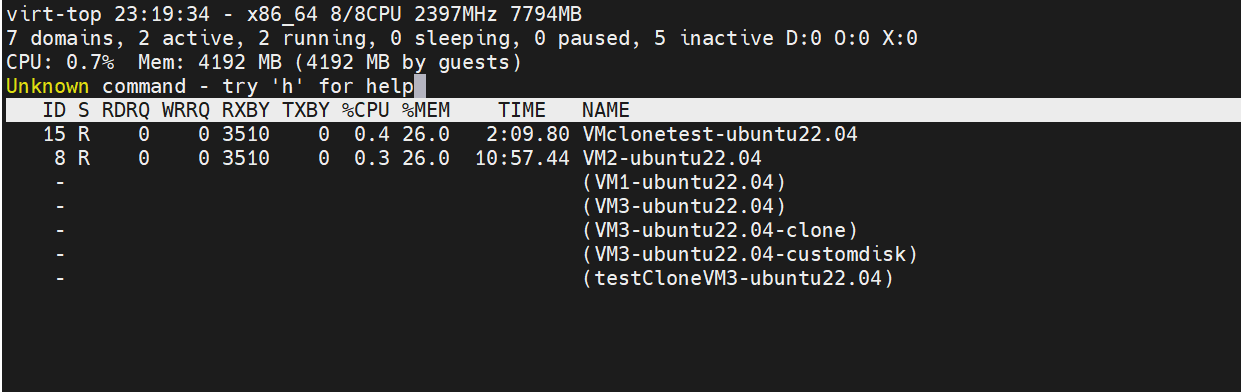 virt-top 23:19:34 - x86_64 8/8CPU 2397MHz 7794MB
7 domains, 2 active, 2 running, 0 sleeping, 0 paused, 5 inactive D:0 O:0 X:0
CPU: 0.7%  Mem: 4192 MB (4192 MB by guests)
Unknown command - try 'h' for help
   ID S RDRQ WRRQ RXBY TXBY %CPU %MEM    TIME   NAME
   15 R    0    0 3510    0  0.4 26.0   2:09.80 VMclonetest-ubuntu22.04
    8 R    0    0 3510    0  0.3 26.0  10:57.44 VM2-ubuntu22.04
    -                                           (VM1-ubuntu22.04)
    -                                           (VM3-ubuntu22.04)
    -                                           (VM3-ubuntu22.04-clone)
    -                                           (VM3-ubuntu22.04-customdisk)
    -                                           (testCloneVM3-ubuntu22.04)